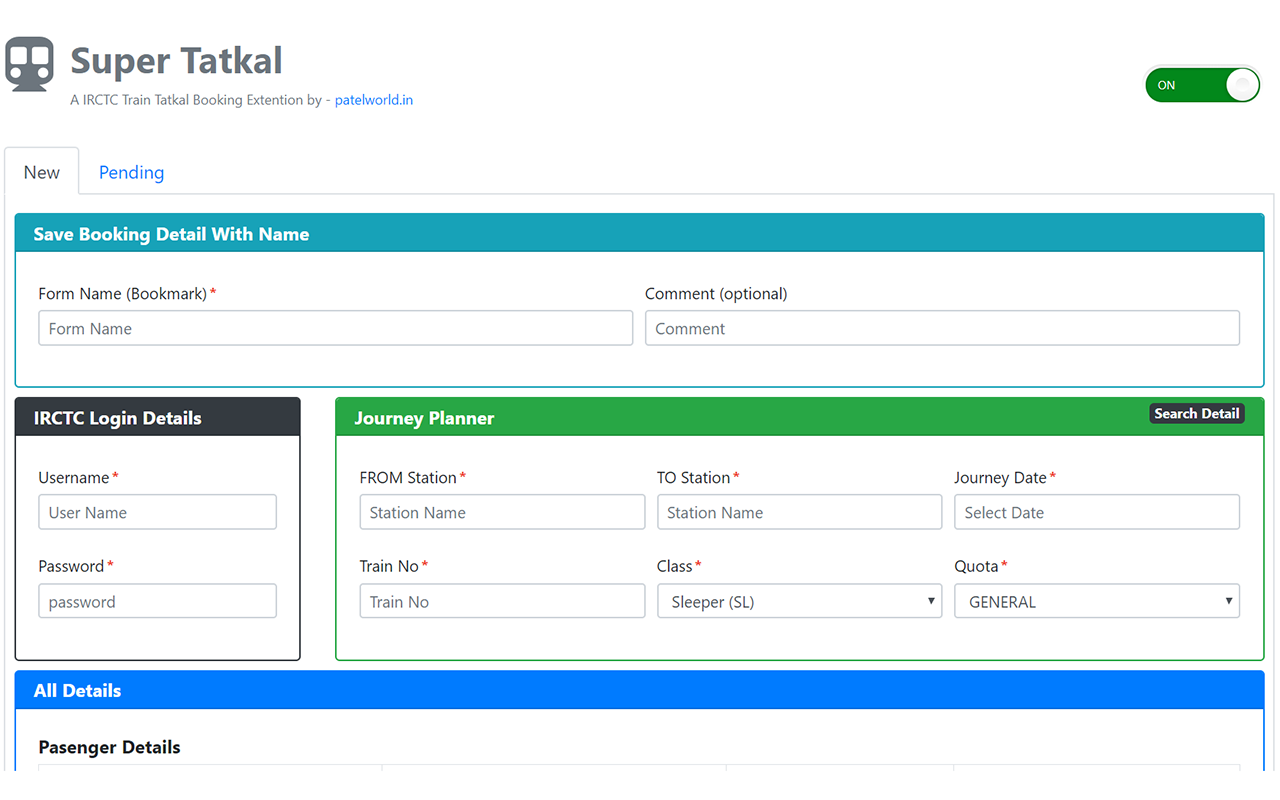 Super Tatkal
A IRCTC Train Tatkal Booking Extention by - patelworld.in
ON
New Pending
Save Booking Detail With Name
Form Name (Bookmark)* Comment (optional)
Form Name Comment
IRCTC Login Details
Username*
User Name
Password*
password
Journey Planner Search Detail
FROM Station* TO Station* Journey Date*
Station Name Station Name Select Date
Train No* Class* Quota*
Train No Sleeper (SL) GENERAL
All Details
Pasenger Details